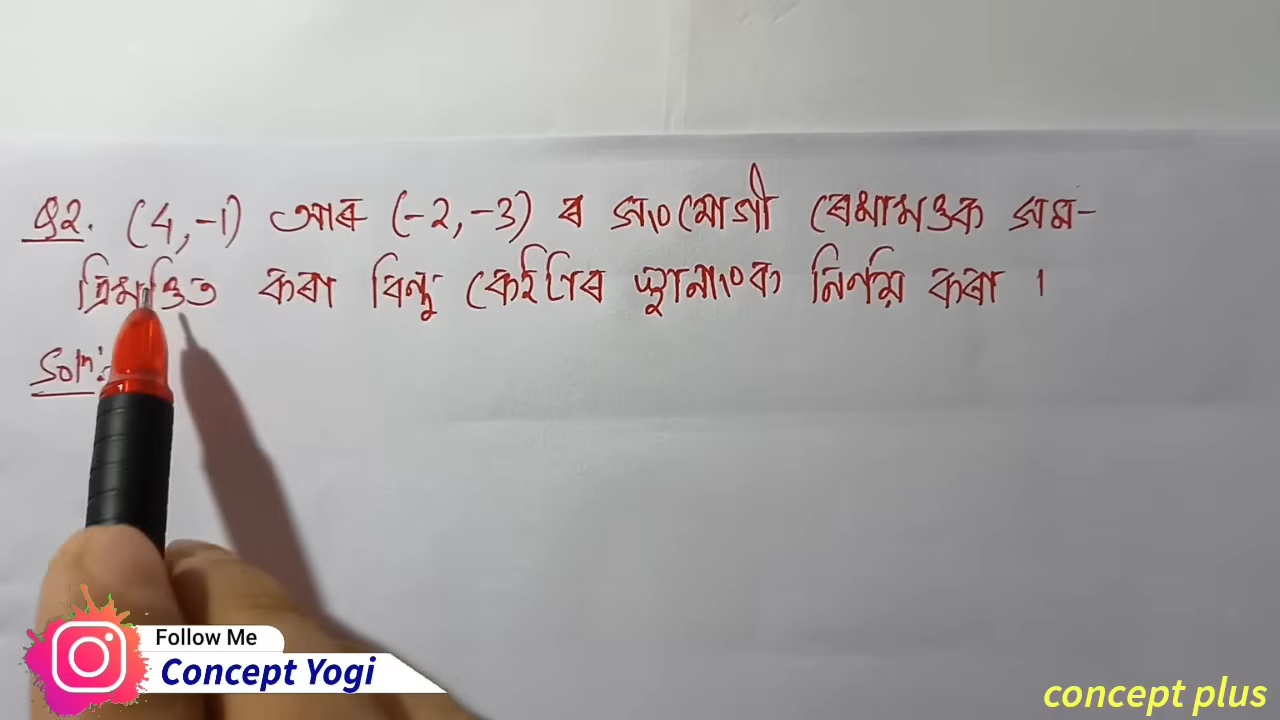 Q2. (4, -1) আৰু (-2, -3) ৰ সংযোগী ৰেখাখণ্ডক সম-
ত্ৰিখণ্ডিত কৰা বিন্দু কেইটাৰ স্থানাংক নিৰ্ণয় কৰা ।
Solⁿ:
Follow Me
Concept Yogi
concept plus